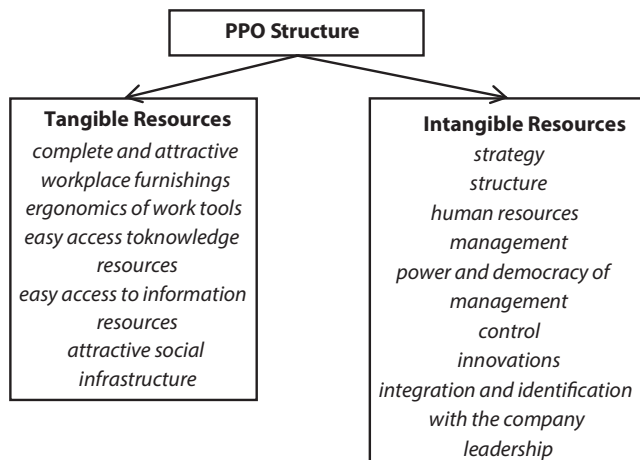 PPO Structure
Tangible Resources
complete and attractive
workplace furnishings
ergonomics of work tools
easy access toknowledge
resources
easy access to information
resources
attractive social
infrastructure
Intangible Resources
strategy
structure
human resources
management
power and democracy of
management
control
innovations
integration and identification
with the company
leadership